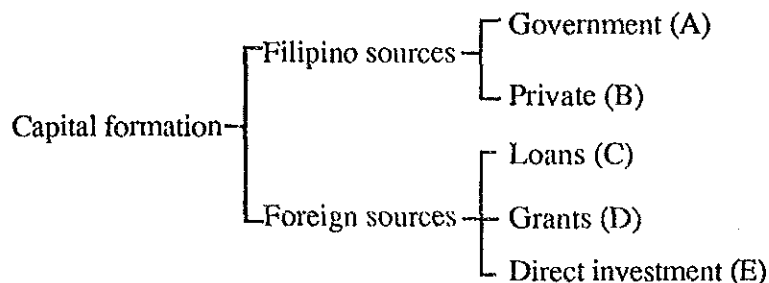 Government (A)
Filipino sources
Private (B)
Capital formation
Loans (C)
Foreign sources
Grants (D)
Direct investment (E)